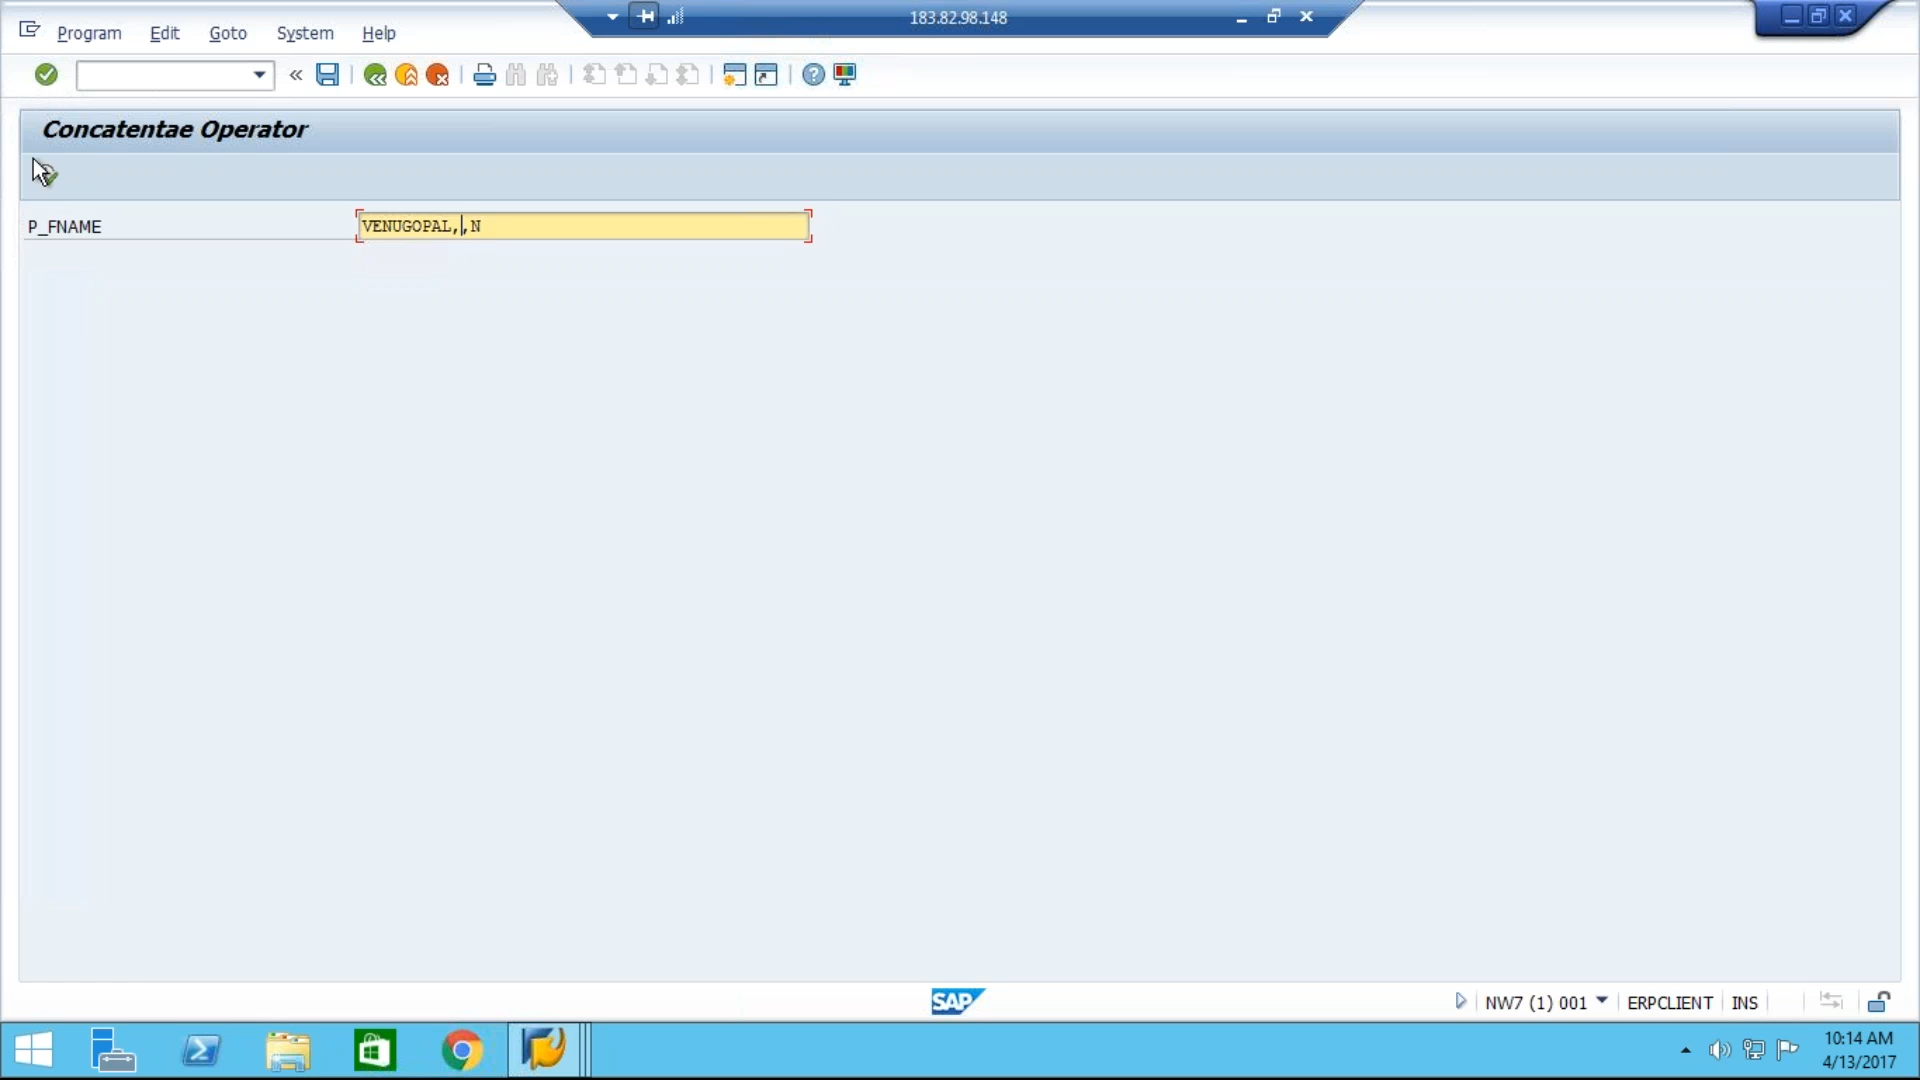 183.82.98.148
Program Edit Goto System Help
Concatentae Operator
P_FNAME VENUGOPAL,,N
SAP
NW7 (1) 001 ERPCLIENT INS
10:14 AM
4/13/2017